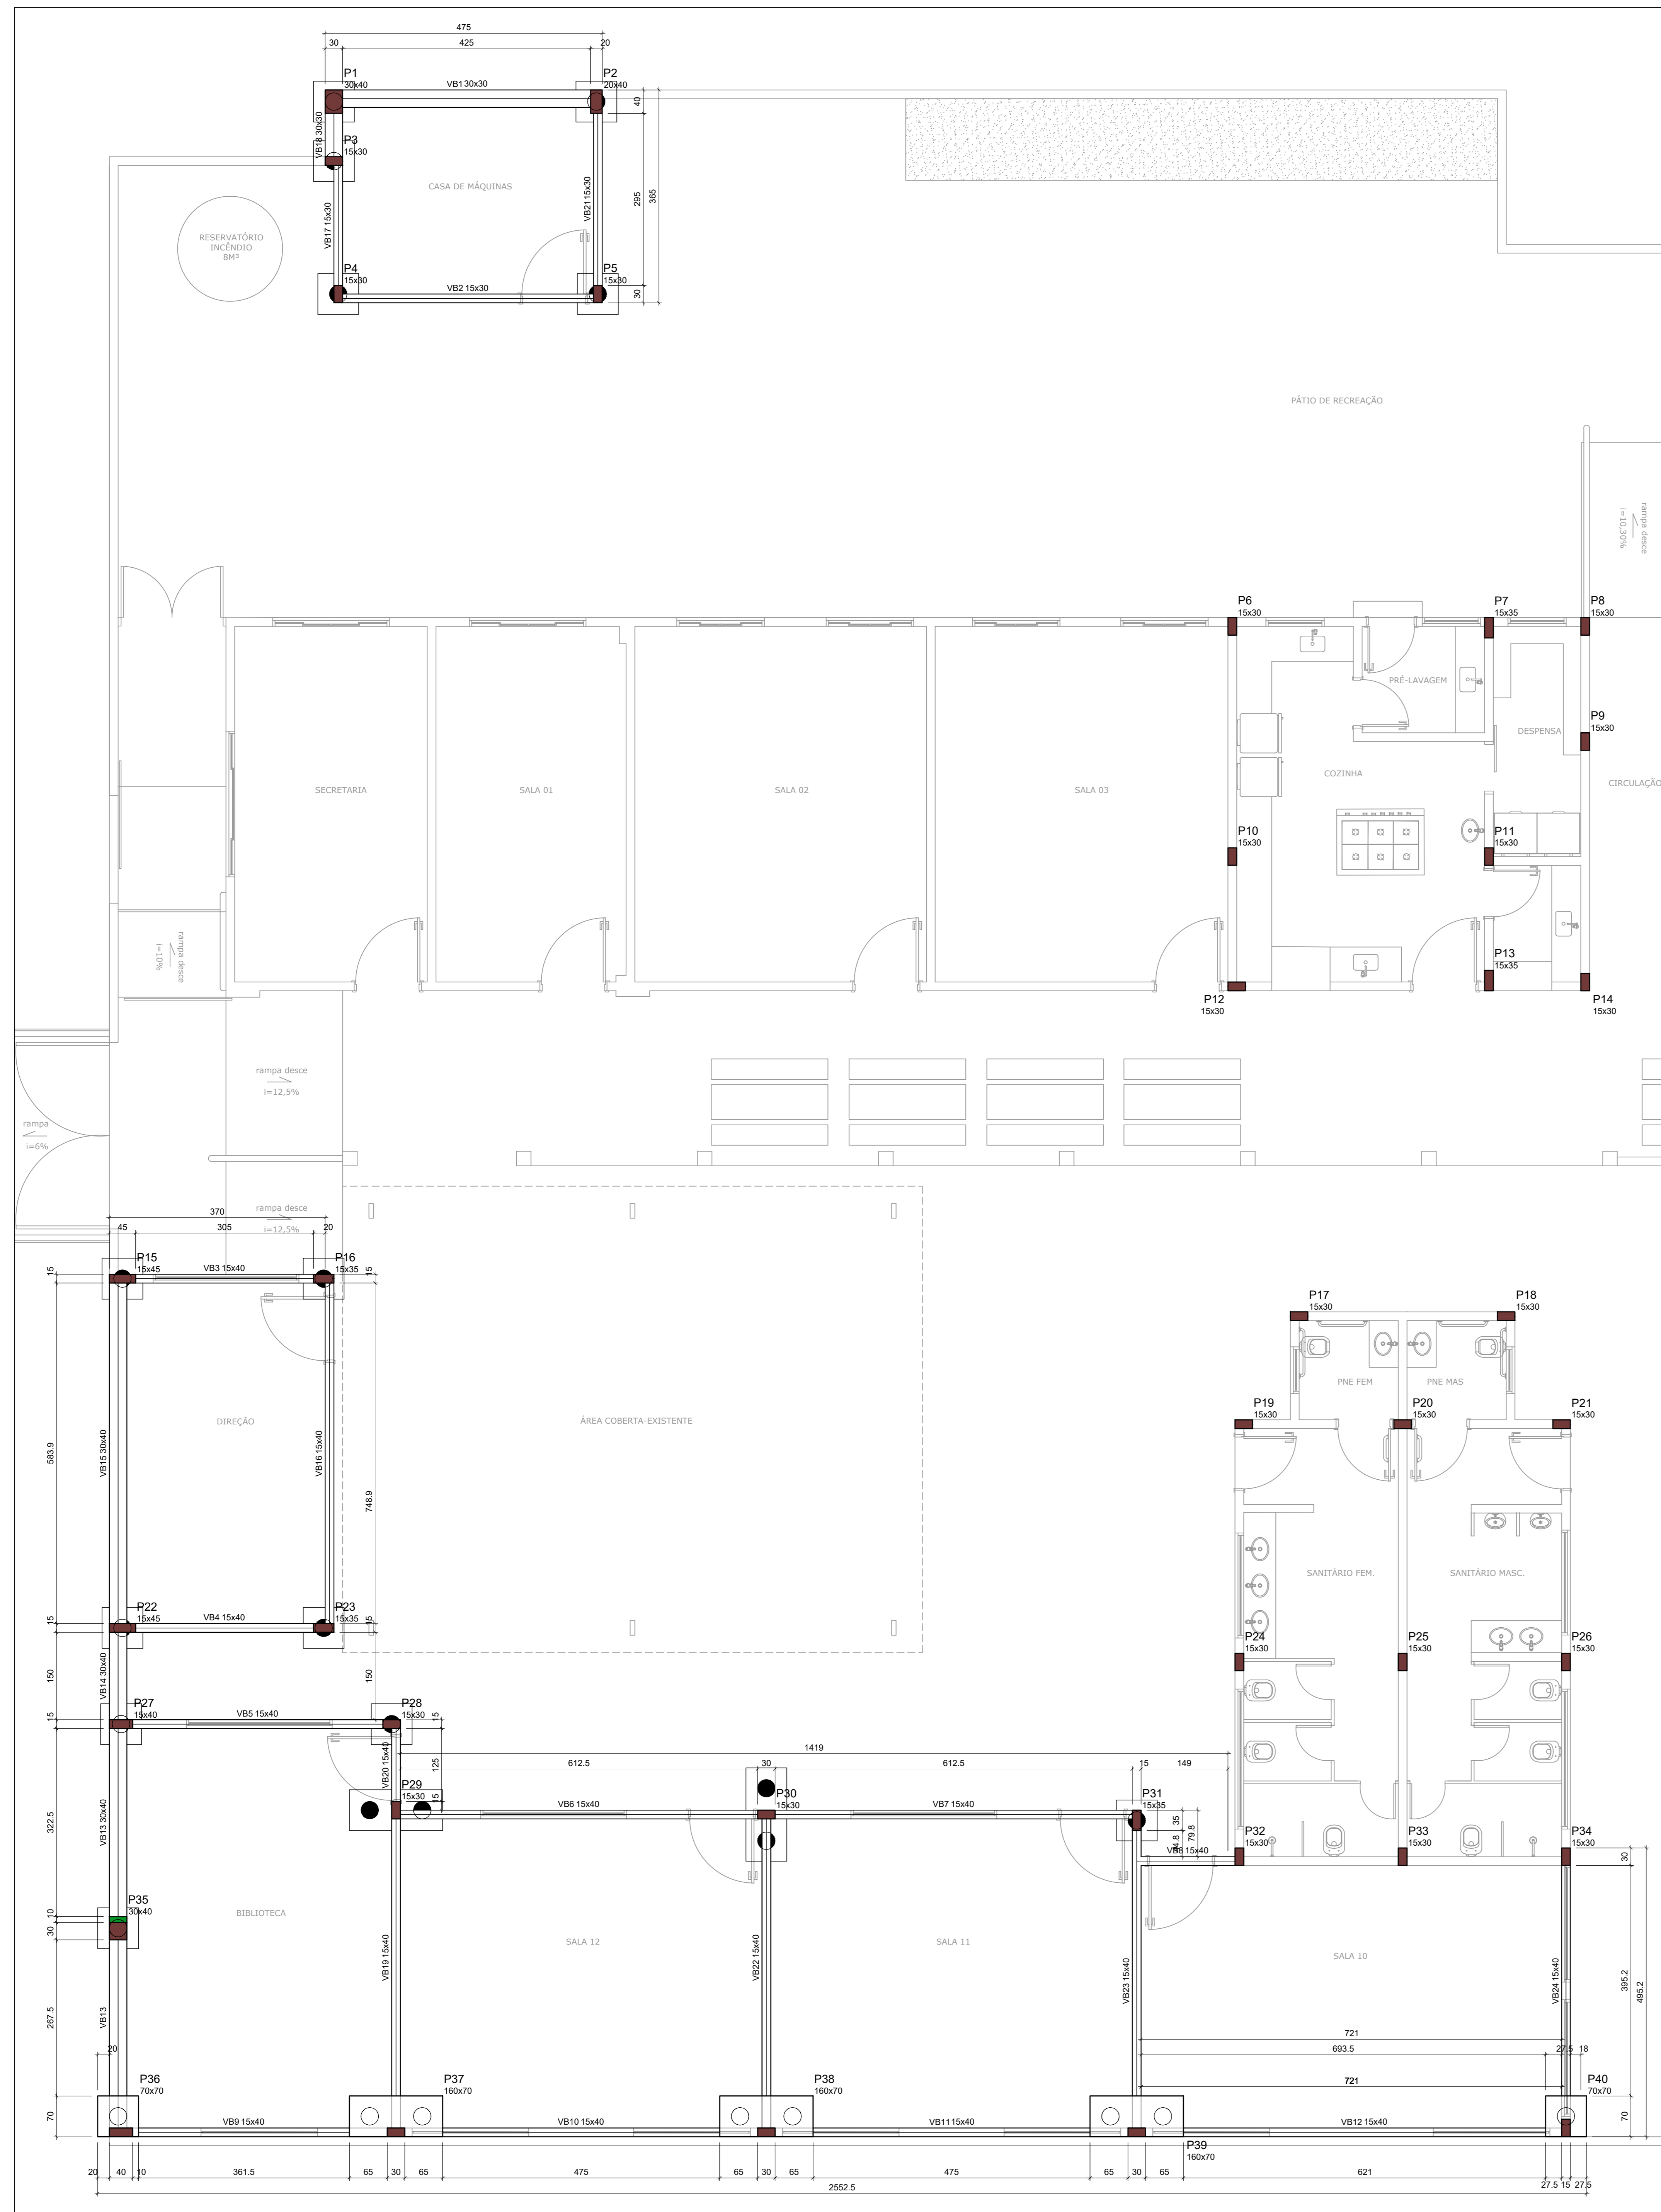 475
30
425
20
P1
30x40
VB1 30x30
P2
20x40
40
VB18 30x30
P3
15x30
CASA DE MÁQUINAS
VB21 15x30
295
365
VB17 15x30
RESERVATÓRIO
INCÊNDIO
8M³
P4
15x30
VB2 15x30
P5
15x30
30
PÁTIO DE RECREAÇÃO
rampa desce
i=10,30%
P6
15x30
P7
15x35
P8
15x30
PRÉ-LAVAGEM
P9
15x30
DESPENSA
COZINHA
CIRCULAÇÃO
SECRETARIA
SALA 01
SALA 02
SALA 03
P10
15x30
P11
15x30
rampa desce
i=10%
P13
15x35
P12
15x30
P14
15x30
rampa desce
i=12,5%
rampa
i=6%
370
rampa desce
i=12,5%
45
305
20
P15
15x45
VB3 15x40
P16
15x35
15
15
P17
15x30
P18
15x30
PNE FEM
PNE MAS
P19
15x30
P20
15x30
P21
15x30
DIREÇÃO
ÁREA COBERTA-EXISTENTE
583.9
VB15 30x40
VB16 15x40
748.9
SANITÁRIO FEM.
SANITÁRIO MASC.
P22
15x45
VB4 15x40
P23
15x35
15
15
P24
15x30
P25
15x30
P26
15x30
150
VB14 30x40
150
P27
15x40
VB5 15x40
P28
15x30
15
15
1419
VB20 15x40
125
612.5
30
612.5
15
149
P29
15x30
15
VB6 15x40
P30
15x30
VB7 15x40
P31
15x35
35
44.8
79.8
VB8 15x40
322.5
VB13 30x40
P32
15x30
P33
15x30
P34
15x30
30
P35
30x40
10
30
BIBLIOTECA
VB19 15x40
SALA 12
VB22 15x40
SALA 11
VB23 15x40
SALA 10
VB24 15x40
395.2
495.2
267.5
VB13
20
721
693.5
27.5
18
721
P36
70x70
P37
160x70
P38
160x70
P40
70x70
70
70
VB9 15x40
VB10 15x40
VB11 15x40
VB12 15x40
P39
160x70
20
40
10
361.5
65
30
65
475
65
30
65
475
65
30
65
621
27.5
15
27.5
2552.5